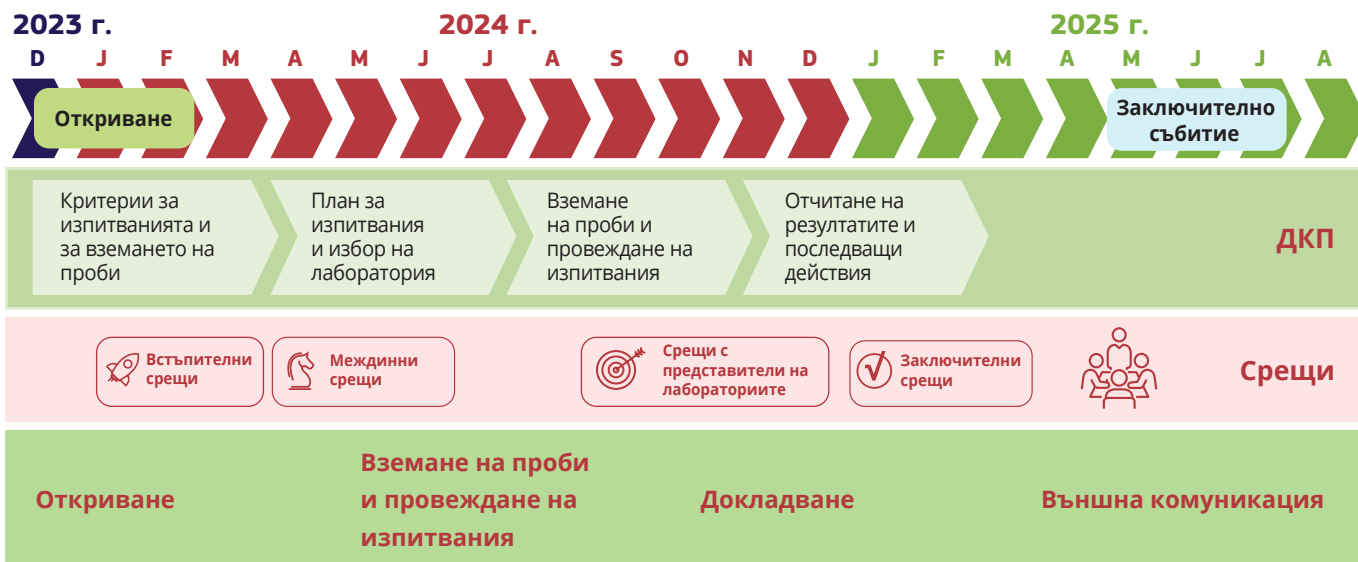 2023 г.
2024 г.
2025 г.
D J F M A M J J A S O N D J F M A M J J A
Откриване
Заключително
събитие
Критерии за
изпитванията и
за вземането на
проби
План за
изпитвания
и избор на
лаборатория
Вземане
на проби и
провеждане на
изпитвания
Отчитане на
резултатите и
последващи
действия
ДКП
Встъпителни
срещи
Междинни
срещи
Срещи с
представители на
лабораториите
Заключителни
срещи
Срещи
Откриване
Вземане на проби
и провеждане на
изпитвания
Докладване
Външна комуникация